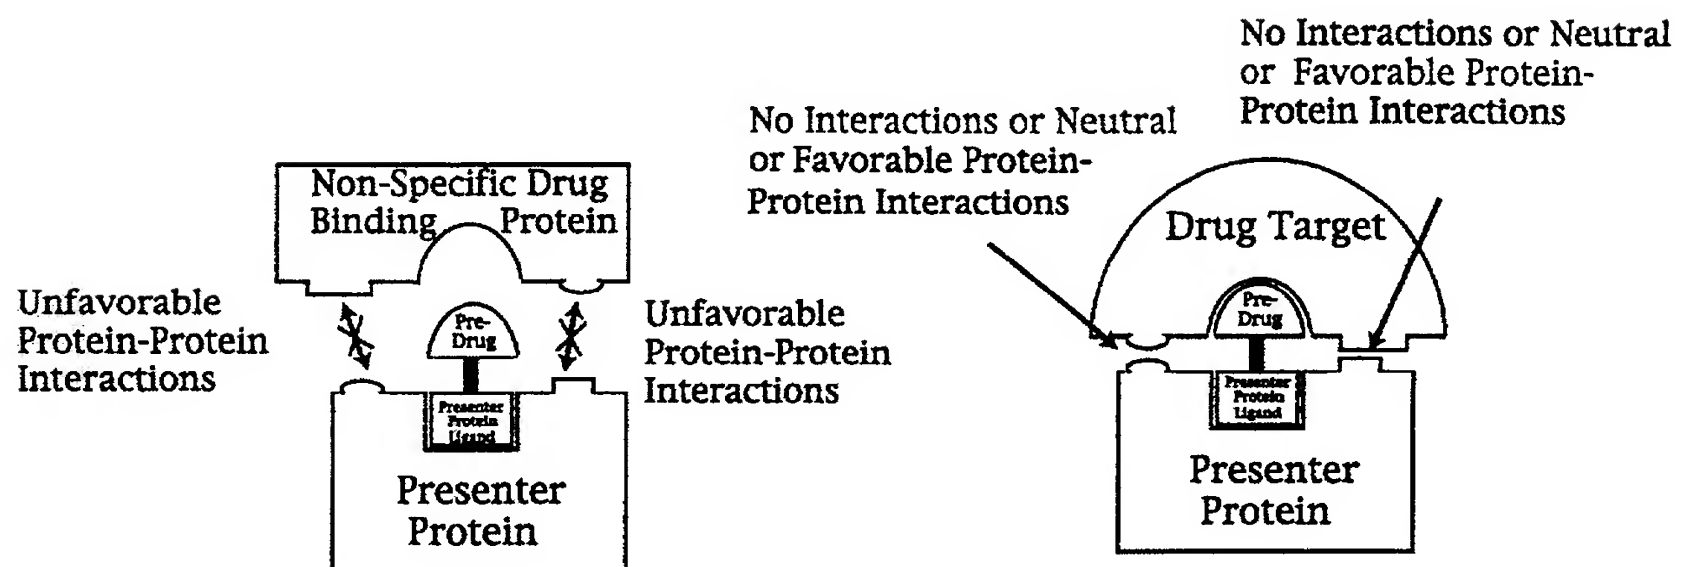 No Interactions or Neutral
or Favorable Protein-
Protein Interactions
No Interactions or Neutral
or Favorable Protein-
Protein Interactions
Non-Specific Drug
Binding Protein
Drug Target
Unfavorable
Protein-Protein
Interactions
Pre-
Drug
Unfavorable
Protein-Protein
Interactions
Pre-
Drug
Presenter
Protein
Ligand
Presenter
Protein
Ligand
Presenter
Protein
Presenter
Protein